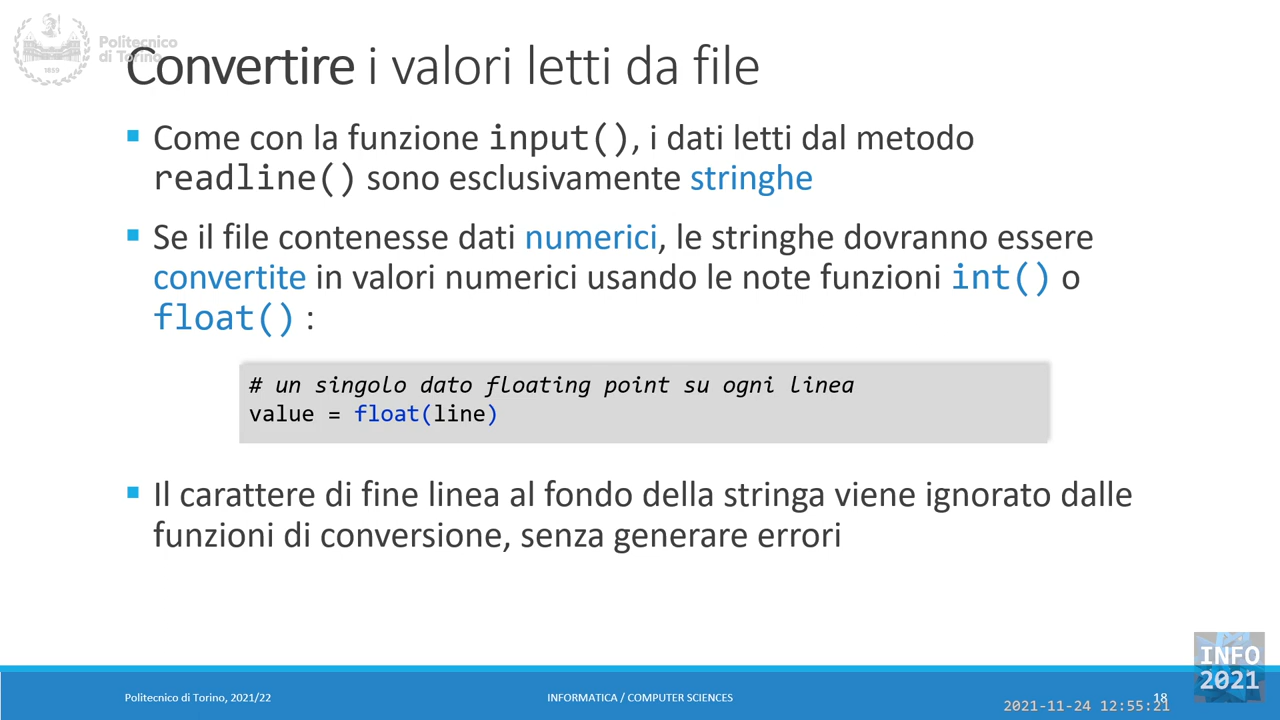 Politecnico
di Torino
1859
Convertire i valori letti da file
Come con la funzione input(), i dati letti dal metodo
readline() sono esclusivamente stringhe
Se il file contenesse dati numerici, le stringhe dovranno essere
convertite in valori numerici usando le note funzioni int() o
float() :
# un singolo dato floating point su ogni linea
value = float(line)
Il carattere di fine linea al fondo della stringa viene ignorato dalle
funzioni di conversione, senza generare errori
INFO
2021
Politecnico di Torino, 2021/22
INFORMATICA / COMPUTER SCIENCES
18
2021-11-24 12:55:21